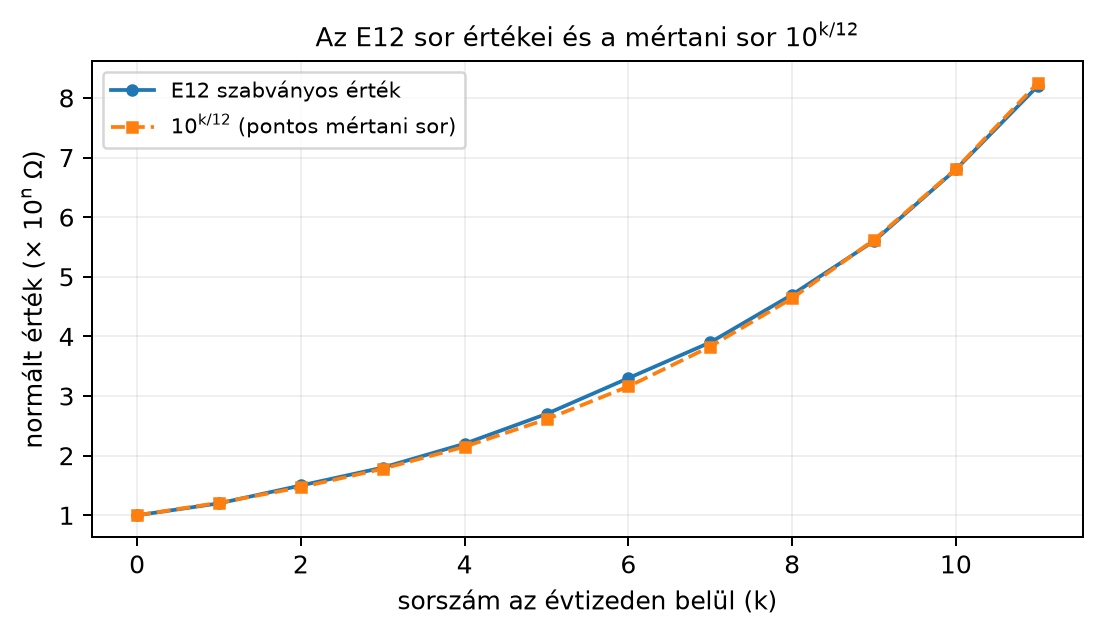 Az E12 sor értékei és a mértani sor 10^{k/12}
E12 szabványos érték
10^{k/12} (pontos mértani sor)
normált érték (× 10^n Ω)
8
7
6
5
4
3
2
1
0 2 4 6 8 10
sorszám az évtizeden belül (k)